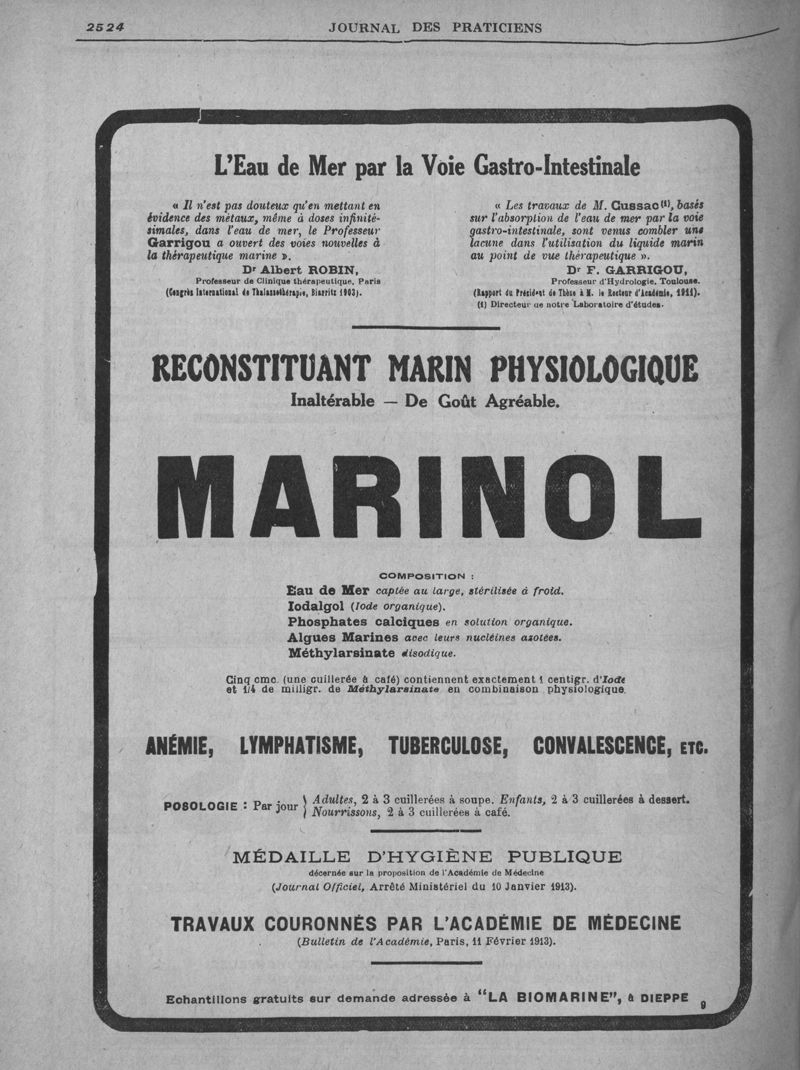 2524
JOURNAL DES PRATICIENS
L'Eau de Mer par la Voie Gastro-Intestinale
« Il n'est pas douteux qu'en mettant en
évidence des métaux, même à doses infinité-
simales, dans l'eau de mer, le Professeur
Garrigou a ouvert des voies nouvelles à
la thérapeutique marine ».
Dr Albert ROBIN,
Professeur de Clinique thérapeutique, Paris
(Congrès International de Thalassothérapie, Biarritz 1903).
« Les travaux de M. Cussac(1), basés
sur l'absorption de l'eau de mer par la voie
gastro-intestinale, sont venus combler une
lacune dans l'utilisation du liquide marin
au point de vue thérapeutique ».
Dr F. GARRIGOU,
Professeur d'Hydrologie, Toulouse.
(Rapport du Président de Thèse à M. le Recteur d'Académie, 1911).
(1) Directeur de notre Laboratoire d'études.
RECONSTITUANT MARIN PHYSIOLOGIQUE
Inaltérable — De Goût Agréable.
MARINOL
COMPOSITION :
Eau de Mer captée au large, stérilisée à froid.
Iodalgol (Iode organique).
Phosphates calciques en solution organique.
Algues Marines avec leurs nucléines azotées.
Méthylarsinate disodique.
Cinq cmc. (une cuillerée à café) contiennent exactement 1 centigr. d'Iode
et 1/4 de milligr. de Méthylarsinate en combinaison physiologique.
ANÉMIE, LYMPHATISME, TUBERCULOSE, CONVALESCENCE, ETC.
POSOLOGIE : Par jour } Adultes, 2 à 3 cuillerées à soupe. Enfants, 2 à 3 cuillerées à dessert.
Nourrissons, 2 à 3 cuillerées à café.
MÉDAILLE D'HYGIÈNE PUBLIQUE
décernée sur la proposition de l'Académie de Médecine
(Journal Officiel, Arrêté Ministériel du 10 Janvier 1913).
TRAVAUX COURONNÉS PAR L'ACADÉMIE DE MÉDECINE
(Bulletin de l'Académie, Paris, 11 Février 1913).
Echantillons gratuits sur demande adressée à "LA BIOMARINE", à DIEPPE
9